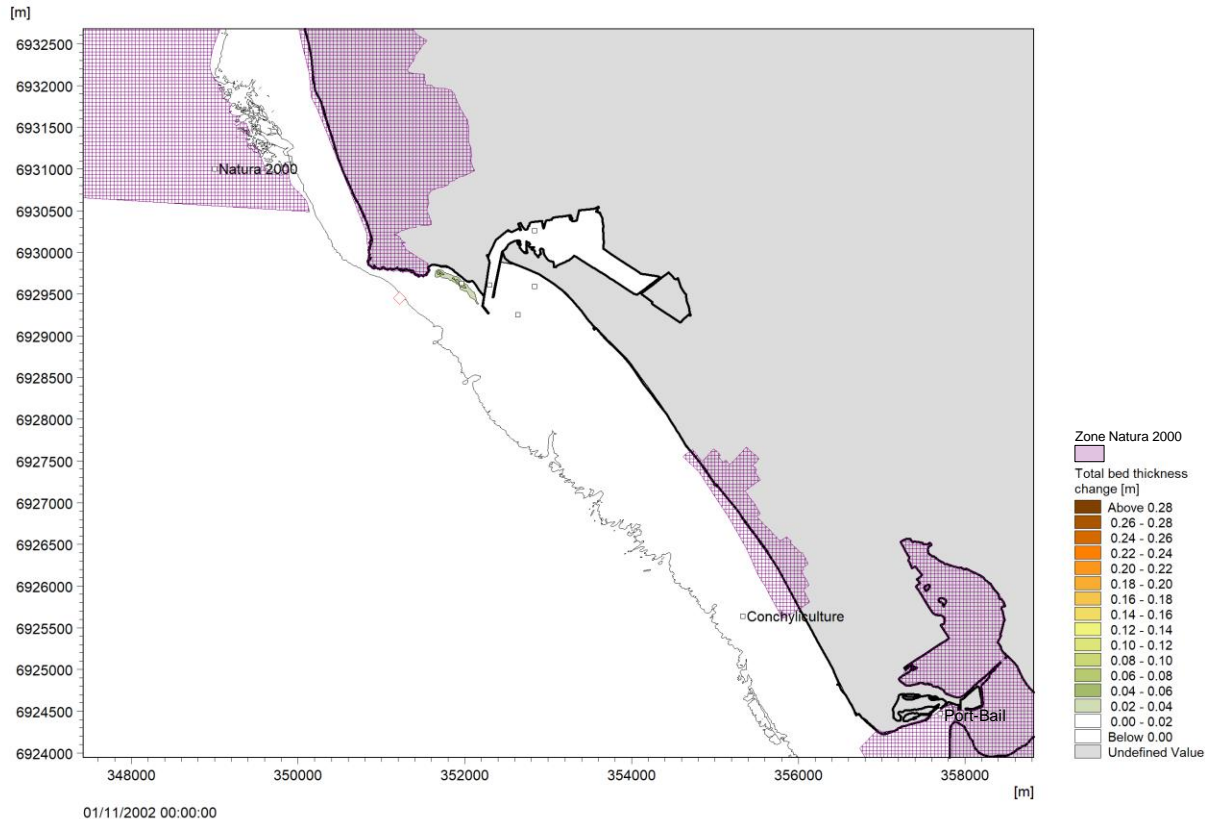 [m]
6932500
6932000
6931500
6931000
6930500
6930000
6929500
6929000
6928500
6928000
6927500
6927000
6926500
6926000
6925500
6925000
6924500
6924000
Natura 2000
Conchyliculture
Port-Bail
348000 350000 352000 354000 356000 358000
[m]
01/11/2002 00:00:00
Zone Natura 2000
Total bed thickness
change [m]
Above 0.28
0.26 - 0.28
0.24 - 0.26
0.22 - 0.24
0.20 - 0.22
0.18 - 0.20
0.16 - 0.18
0.14 - 0.16
0.12 - 0.14
0.10 - 0.12
0.08 - 0.10
0.06 - 0.08
0.04 - 0.06
0.02 - 0.04
0.00 - 0.02
Below 0.00
Undefined Value